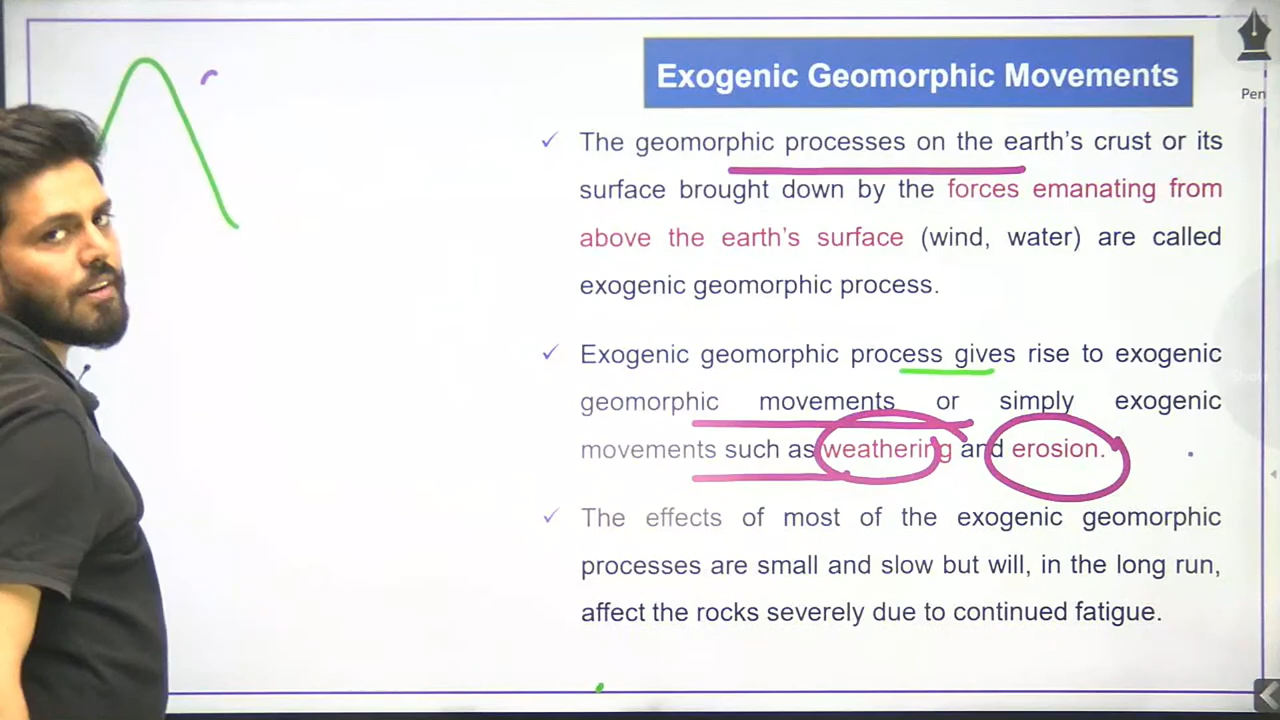 Exogenic Geomorphic Movements
Pen
✓ The geomorphic processes on the earth's crust or its
surface brought down by the forces emanating from
above the earth's surface (wind, water) are called
exogenic geomorphic process.
✓ Exogenic geomorphic process gives rise to exogenic
geomorphic movements or simply exogenic
movements such as weathering and erosion.
✓ The effects of most of the exogenic geomorphic
processes are small and slow but will, in the long run,
affect the rocks severely due to continued fatigue.